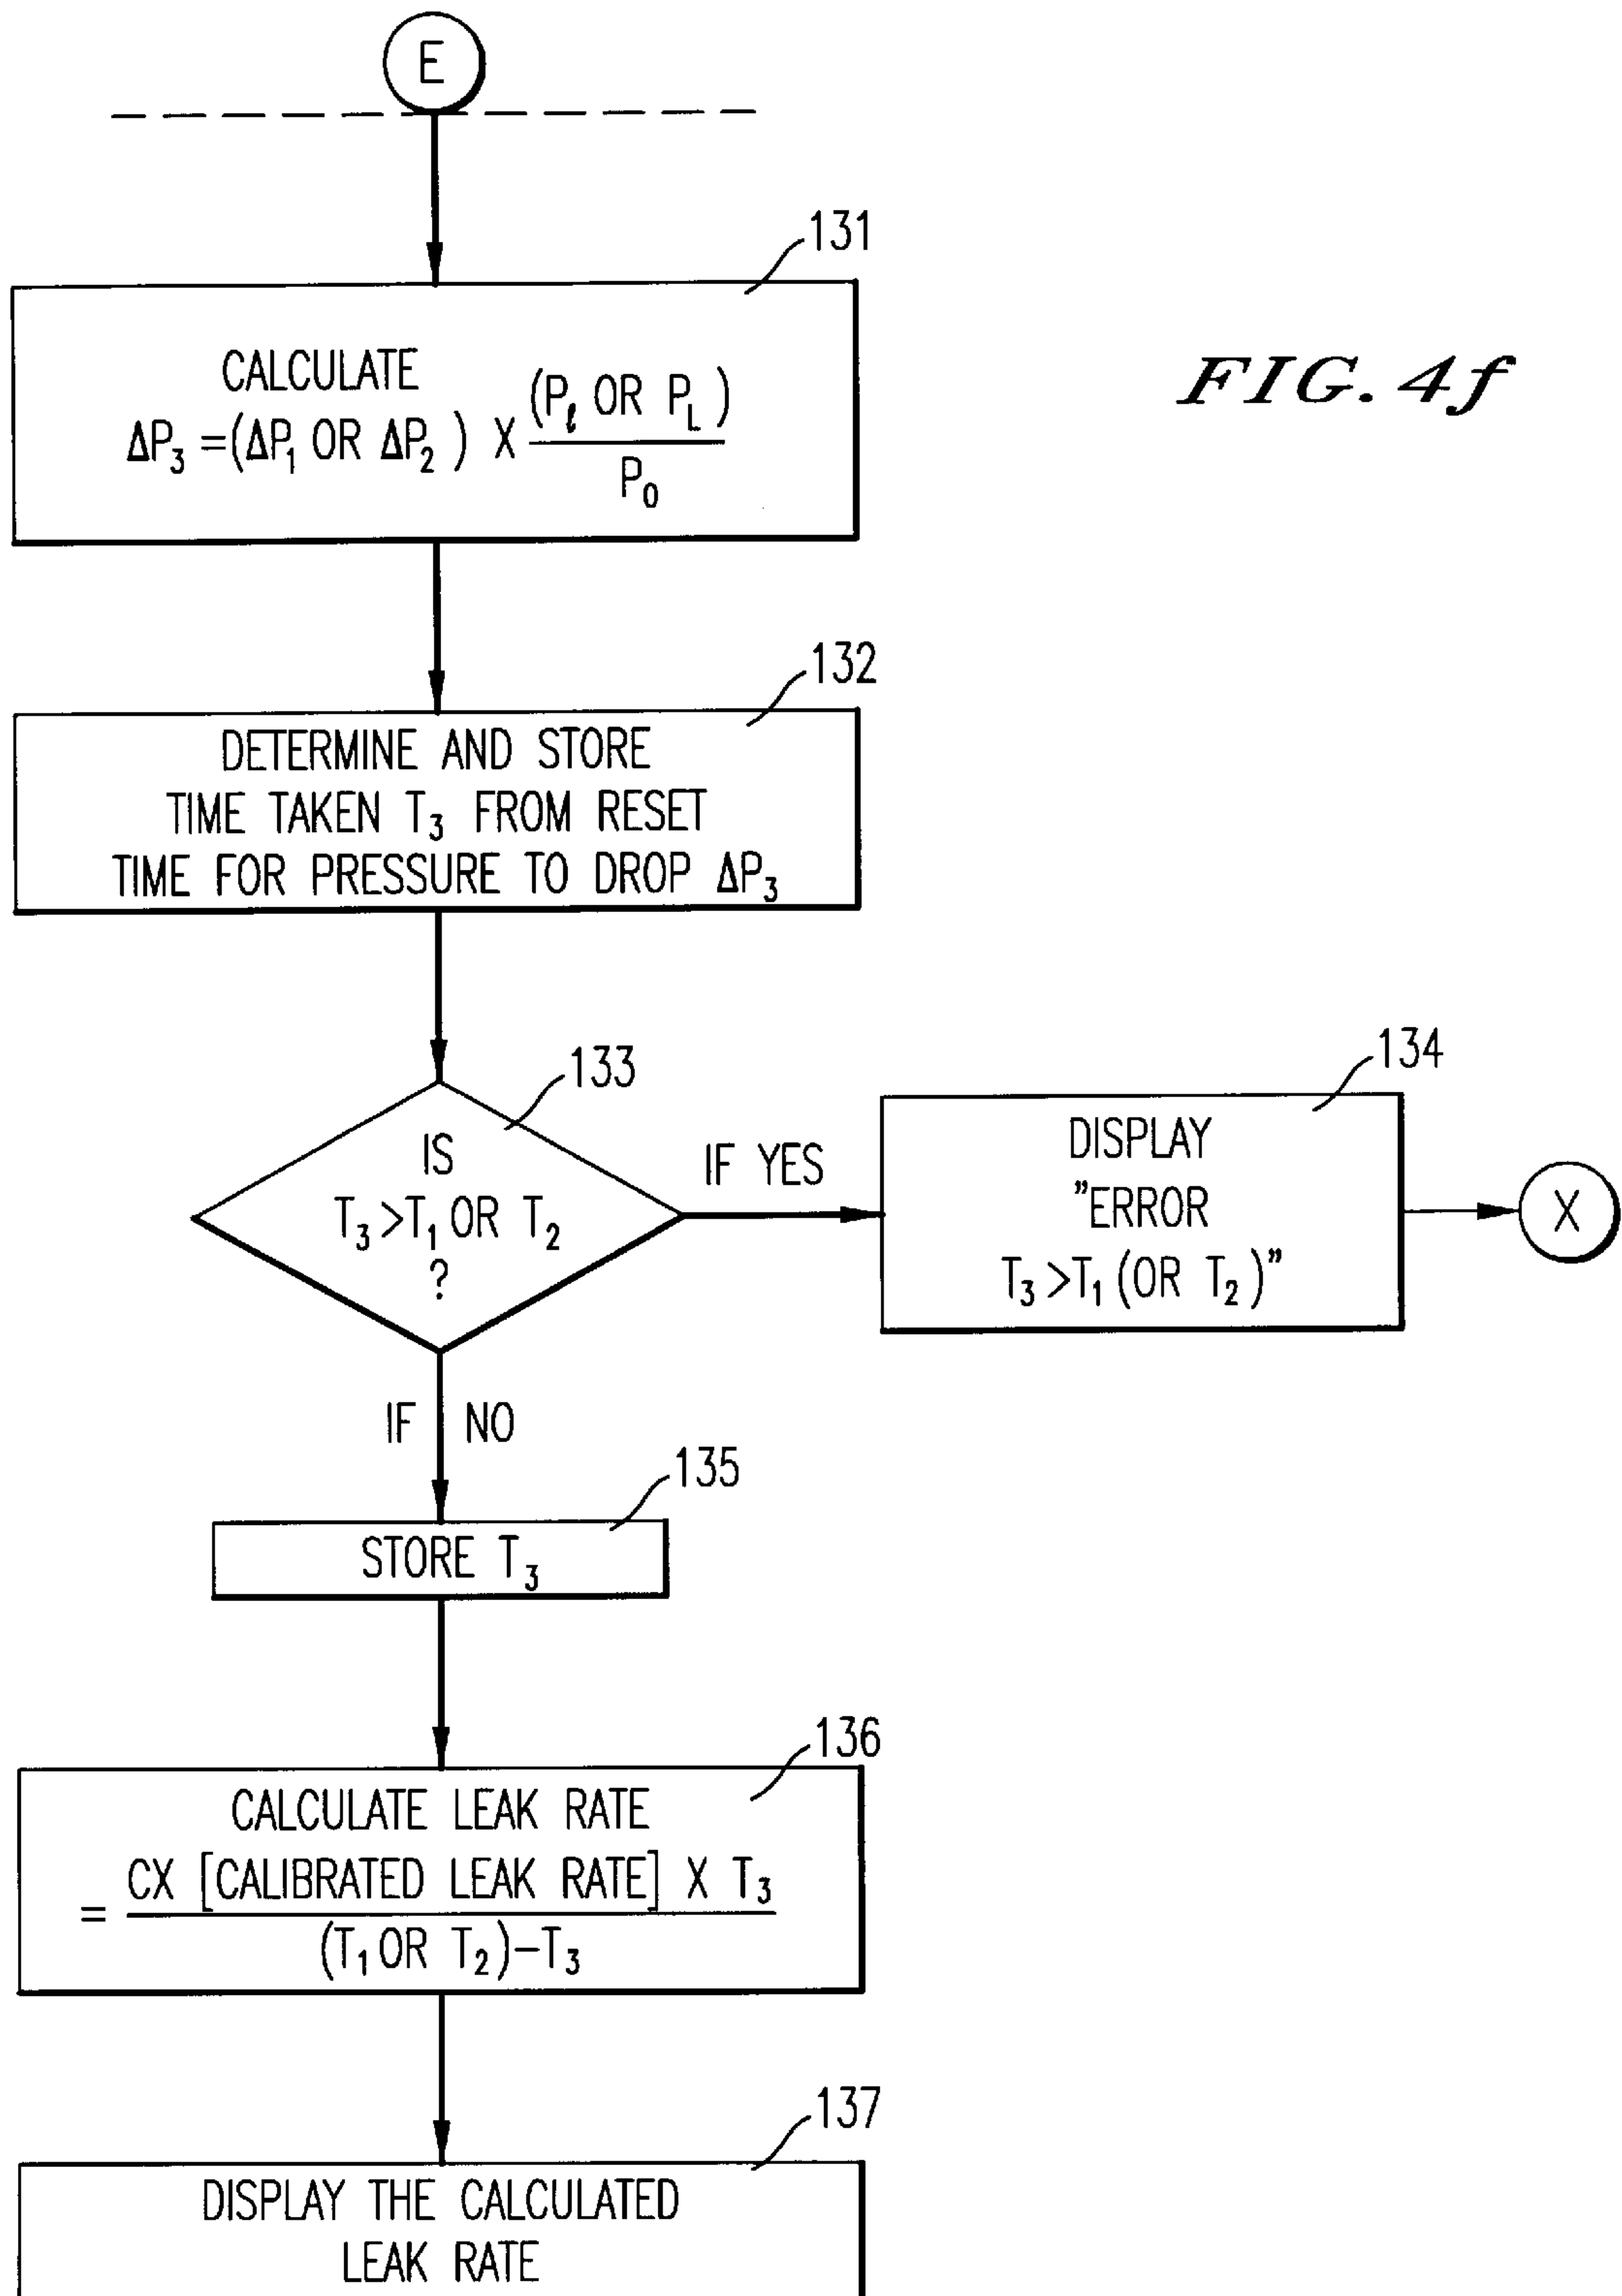 E
131
CALCULATE
ΔP₃ =(ΔP₁ OR ΔP₂ ) X (Pℓ OR P_L) / P₀
FIG. 4f
132
DETERMINE AND STORE
TIME TAKEN T₃ FROM RESET
TIME FOR PRESSURE TO DROP ΔP₃
133
IS
T₃ >T₁ OR T₂
?
IF YES
134
DISPLAY
"ERROR
T₃ >T₁ (OR T₂)"
X
IF NO
135
STORE T₃
136
CALCULATE LEAK RATE
= CX [CALIBRATED LEAK RATE] X T₃
(T₁ OR T₂)–T₃
137
DISPLAY THE CALCULATED
LEAK RATE